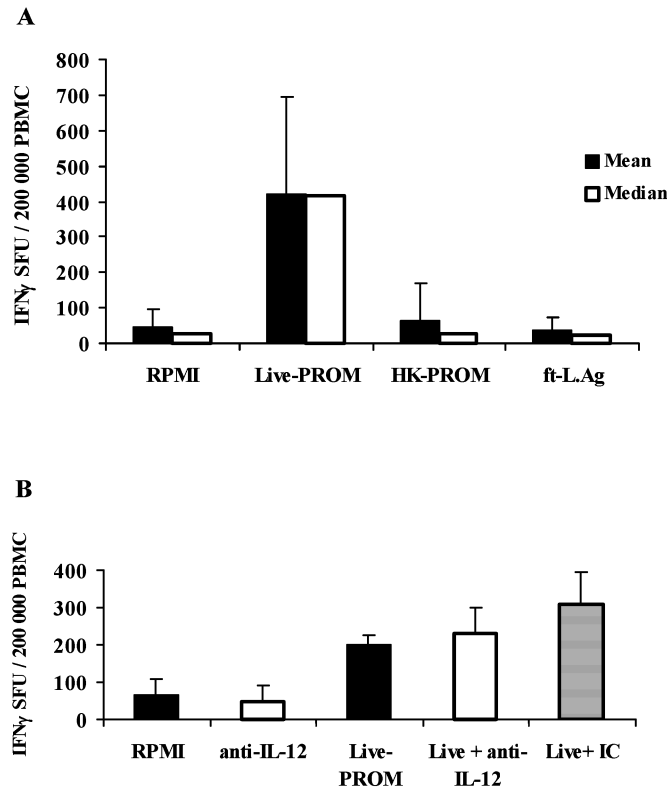 A
IFNγ SFU / 200 000 PBMC
800
700
600
500
400
300
200
100
0
Mean
Median
RPMI
Live-PROM
HK-PROM
ft-L.Ag
B
IFNγ SFU / 200 000 PBMC
400
300
200
100
0
RPMI
anti-IL-12
Live-
PROM
Live + anti-
IL-12
Live+ IC